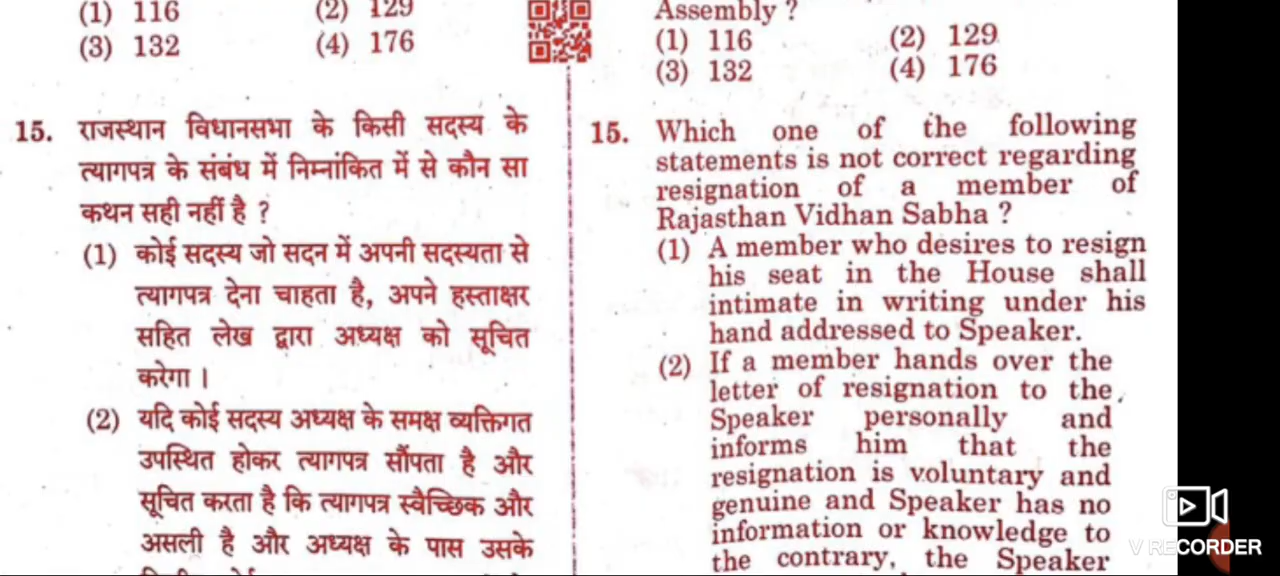 (1) 116 (2) 129
(3) 132 (4) 176
15. राजस्थान विधानसभा के किसी सदस्य के
त्यागपत्र के संबंध में निम्नांकित में से कौन सा
कथन सही नहीं है ?
(1) कोई सदस्य जो सदन में अपनी सदस्यता से
त्यागपत्र देना चाहता है, अपने हस्ताक्षर
सहित लेख द्वारा अध्यक्ष को सूचित
करेगा ।
(2) यदि कोई सदस्य अध्यक्ष के समक्ष व्यक्तिगत
उपस्थित होकर त्यागपत्र सौंपता है और
सूचित करता है कि त्यागपत्र स्वैच्छिक और
असली है और अध्यक्ष के पास उसके
Assembly ?
(1) 116 (2) 129
(3) 132 (4) 176
15. Which one of the following
statements is not correct regarding
resignation of a member of
Rajasthan Vidhan Sabha ?
(1) A member who desires to resign
his seat in the House shall
intimate in writing under his
hand addressed to Speaker.
(2) If a member hands over the
letter of resignation to the
Speaker personally and
informs him that the
resignation is voluntary and
genuine and Speaker has no
information or knowledge to
the contrary, the Speaker
V RECORDER